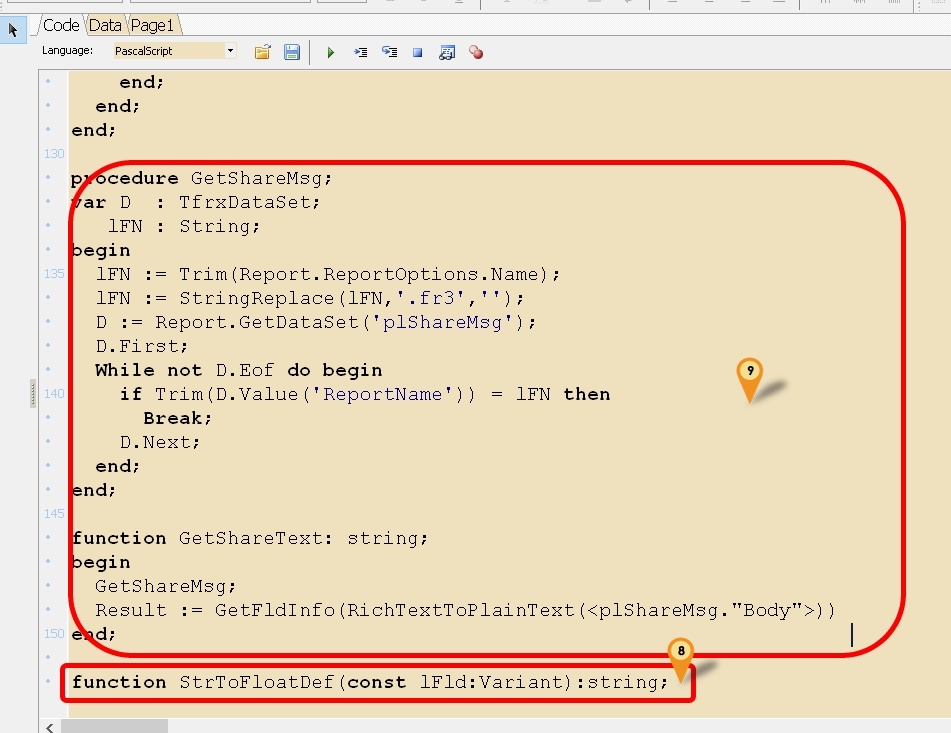 Code Data Page1
Language: PascalScript
end;
end;
end;
130
procedure GetShareMsg;
var D : TfrxDataSet;
lFN : String;
begin
135 lFN := Trim(Report.ReportOptions.Name);
lFN := StringReplace(lFN,'.fr3','');
D := Report.GetDataSet('plShareMsg');
D.First;
While not D.Eof do begin
9
140 if Trim(D.Value('ReportName')) = lFN then
Break;
D.Next;
end;
end;
145
function GetShareText: string;
begin
GetShareMsg;
Result := GetFldInfo(RichTextToPlainText(<plShareMsg."Body">))
150 end;
8
function StrToFloatDef(const lFld:Variant):string;